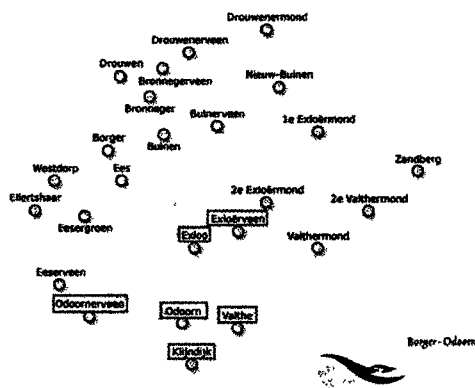 Drouwenermond
Drouwenerveen
Drouwen
Bronnegerveen
Nieuw-Buinen
Bronneger
Buinerveen
1e Exloërmond
Borger
Buinen
Zandberg
Westdorp
Ees
Ellertshaar
2e Exloërmond
2e Valthermond
Eesergroen
Exloërveen
Exloo
Valthermond
Eeserveen
Odoornerveen
Odoorn
Valthe
Borger-Odoorn
Klijndijk